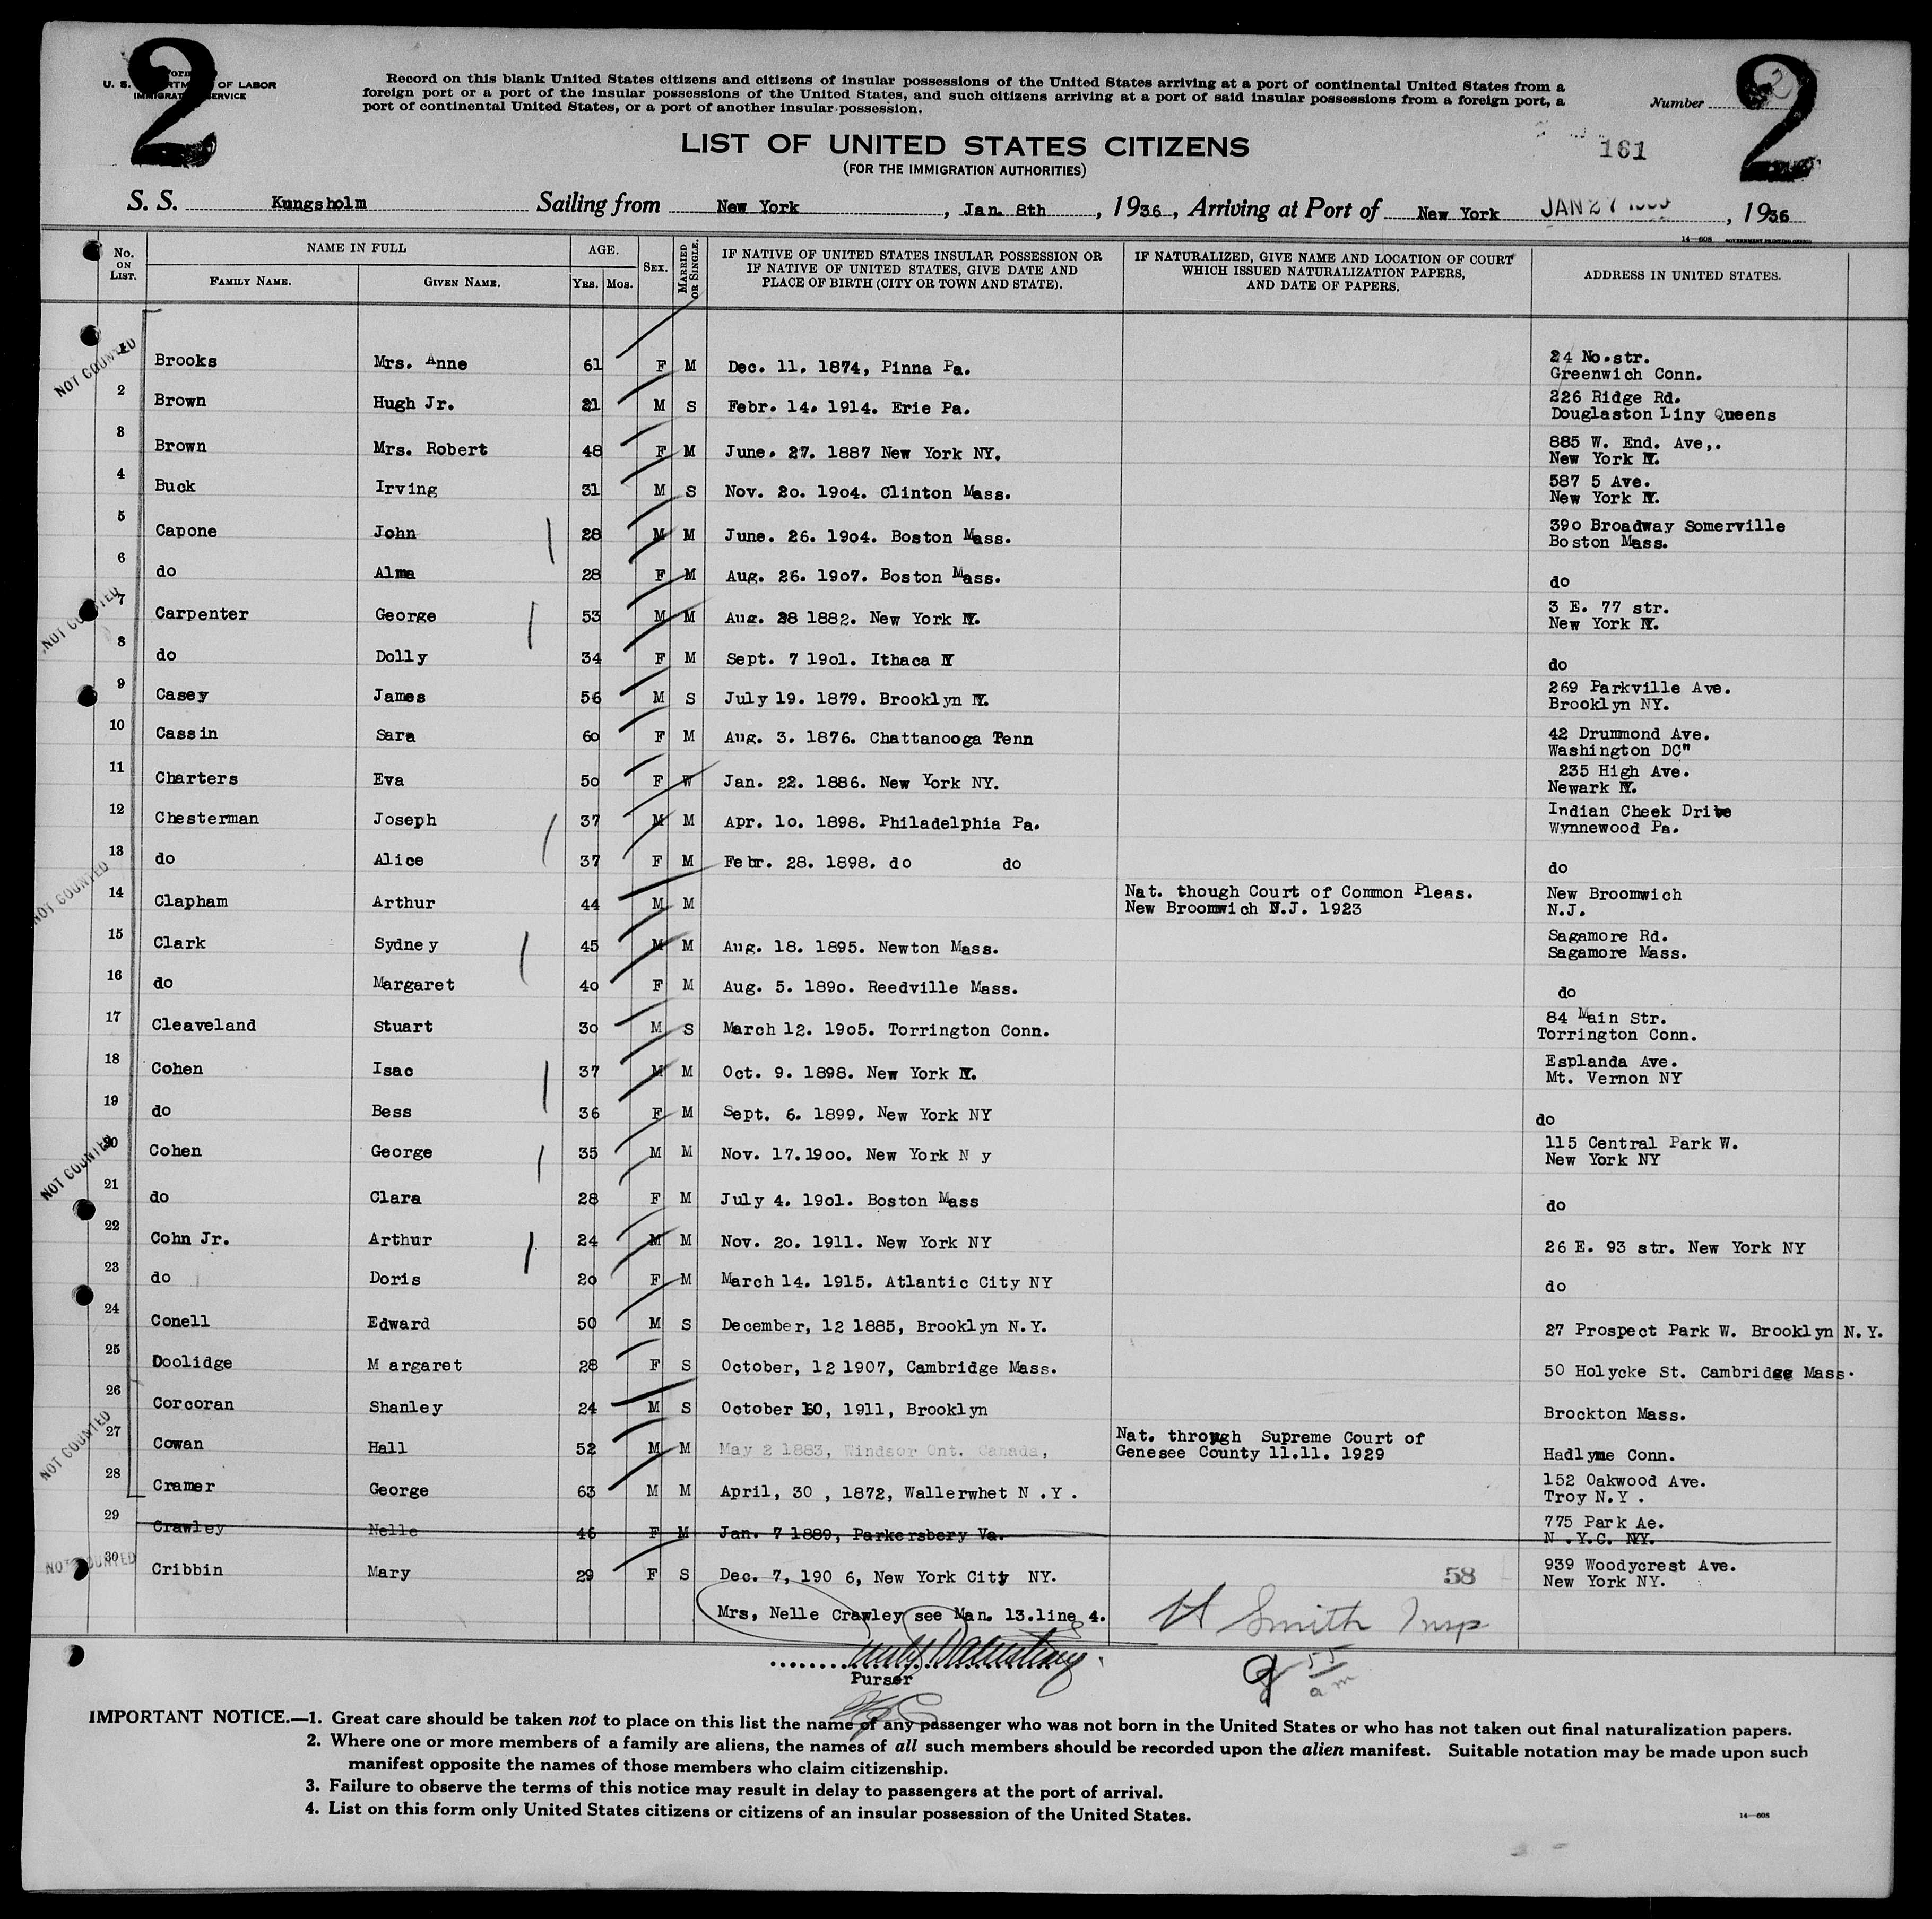 2
2
U. S. DEPARTMENT OF LABOR
IMMIGRATION SERVICE
Record on this blank United States citizens and citizens of insular possessions of the United States arriving at a port of continental United States from a
foreign port or a port of the insular possessions of the United States, and such citizens arriving at a port of said insular possessions from a foreign port, a
port of continental United States, or a port of another insular possession.
Number
LIST OF UNITED STATES CITIZENS
(FOR THE IMMIGRATION AUTHORITIES)
161
S. S. Kungsholm Sailing from New York, Jan. 8th, 1936, Arriving at Port of New York JAN 27, 1936
14—608 GOVERNMENT PRINTING OFFICE
No. ON LIST. NAME IN FULL FAMILY NAME. GIVEN NAME. AGE. YRS. MOS. SEX. MARRIED OR SINGLE. IF NATIVE OF UNITED STATES INSULAR POSSESSION OR IF NATIVE OF UNITED STATES, GIVE DATE AND PLACE OF BIRTH (CITY OR TOWN AND STATE). IF NATURALIZED, GIVE NAME AND LOCATION OF COURT WHICH ISSUED NATURALIZATION PAPERS, AND DATE OF PAPERS. ADDRESS IN UNITED STATES.
NOT COUNTED
1 Brooks Mrs. Anne 61 F M Dec. 11. 1874, Pinna Pa. 24 No.str. Greenwich Conn.
2 Brown Hugh Jr. 21 M S Febr. 14. 1914. Erie Pa. 226 Ridge Rd. Douglaston Liny Queens
3 Brown Mrs. Robert 48 F M June. 27. 1887 New York NY. 885 W. End. Ave,. New York NY.
4 Buck Irving 31 M S Nov. 20. 1904. Clinton Mass. 587 5 Ave. New York NY.
5 Capone John 28 M M June. 26. 1904. Boston Mass. 390 Broadway Somerville Boston Mass.
6 do Alma 28 F M Aug. 26. 1907. Boston Mass. do
NOT COUNTED
7 Carpenter George 53 M M Aug. 28 1882. New York NY. 3 E. 77 str. New York NY.
8 do Dolly 34 F M Sept. 7 1901. Ithaca NY do
9 Casey James 56 M S July 19. 1879. Brooklyn NY. 269 Parkville Ave. Brooklyn NY.
10 Cassin Sara 60 F M Aug. 3. 1876. Chattanooga Tenn 42 Drummond Ave. Washington DC"
11 Charters Eva 50 F W Jan. 22. 1886. New York NY. 235 High Ave. Newark NY.
12 Chesterman Joseph 37 M M Apr. 10. 1898. Philadelphia Pa. Indian Cheek Drive Wynnewood Pa.
13 do Alice 37 F M Febr. 28. 1898. do do do
NOT COUNTED
14 Clapham Arthur 44 M M Nat. though Court of Common Pleas. New Broomwich N.J. 1923 New Broomwich N.J.
15 Clark Sydney 45 M M Aug. 18. 1895. Newton Mass. Sagamore Rd. Sagamore Mass.
16 do Margaret 40 F M Aug. 5. 1890. Reedville Mass. do
17 Cleaveland Stuart 30 M S March 12. 1905. Torrington Conn. 84 Main Str. Torrington Conn.
18 Cohen Isac 37 M M Oct. 9. 1898. New York NY. Esplanda Ave. Mt. Vernon NY
19 do Bess 36 F M Sept. 6. 1899. New York NY do
NOT COUNTED
20 Cohen George 35 M M Nov. 17.1900. New York N y 115 Central Park W. New York NY
21 do Clara 28 F M July 4. 1901. Boston Mass do
22 Cohn Jr. Arthur 24 M M Nov. 20. 1911. New York NY 26 E. 93 str. New York NY
23 do Doris 20 F M March 14. 1915. Atlantic City NY do
24 Conell Edward 50 M S December, 12 1885, Brooklyn N.Y. 27 Prospect Park W. Brooklyn N.Y.
25 Doolidge M argaret 28 F S October, 12 1907, Cambridge Mass. 50 Holycke St. Cambridge Mass.
26 Corcoran Shanley 24 M S October 10, 1911, Brooklyn Brockton Mass.
NOT COUNTED
27 Cowan Hall 52 M M May 2 1883, Windsor Ont. Canada, Nat. through Supreme Court of Genesee County 11.11. 1929 Hadlyme Conn.
28 Cramer George 63 M M April, 30 , 1872, Wallerwhet N .Y . 152 Oakwood Ave. Troy N.Y .
29 Crawley Nelle 46 F M Jan. 7 1889, Parkersbery Va. 775 Park Ae. N .Y.C. NY.
NOT COUNTED
30 Cribbin Mary 29 F S Dec. 7, 190 6, New York City NY. 58 939 Woodycrest Ave. New York NY.
Mrs, Nelle Crawley see Man. 13.line 4.
H Smith Insp
Purser
55
am
IMPORTANT NOTICE.—1. Great care should be taken not to place on this list the name of any passenger who was not born in the United States or who has not taken out final naturalization papers.
2. Where one or more members of a family are aliens, the names of all such members should be recorded upon the alien manifest. Suitable notation may be made upon such
manifest opposite the names of those members who claim citizenship.
3. Failure to observe the terms of this notice may result in delay to passengers at the port of arrival.
4. List on this form only United States citizens or citizens of an insular possession of the United States.
14—608